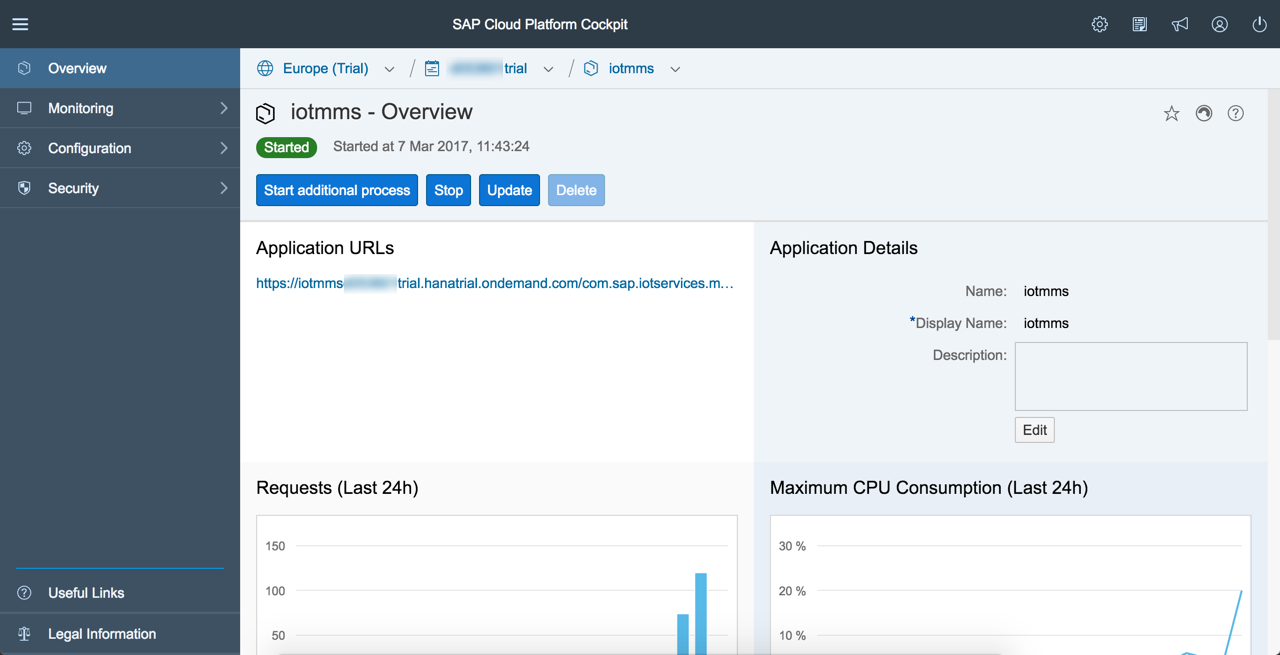 SAP Cloud Platform Cockpit
Overview
Monitoring
Configuration
Security
Useful Links
Legal Information
Europe (Trial) / trial / iotmms
iotmms - Overview
Started Started at 7 Mar 2017, 11:43:24
Start additional process Stop Update Delete
Application URLs
https://iotmms trial.hanatrial.ondemand.com/com.sap.iotservices.m...
Application Details
Name: iotmms
*Display Name: iotmms
Description:
Edit
Requests (Last 24h)
150
100
50
Maximum CPU Consumption (Last 24h)
30 %
20 %
10 %